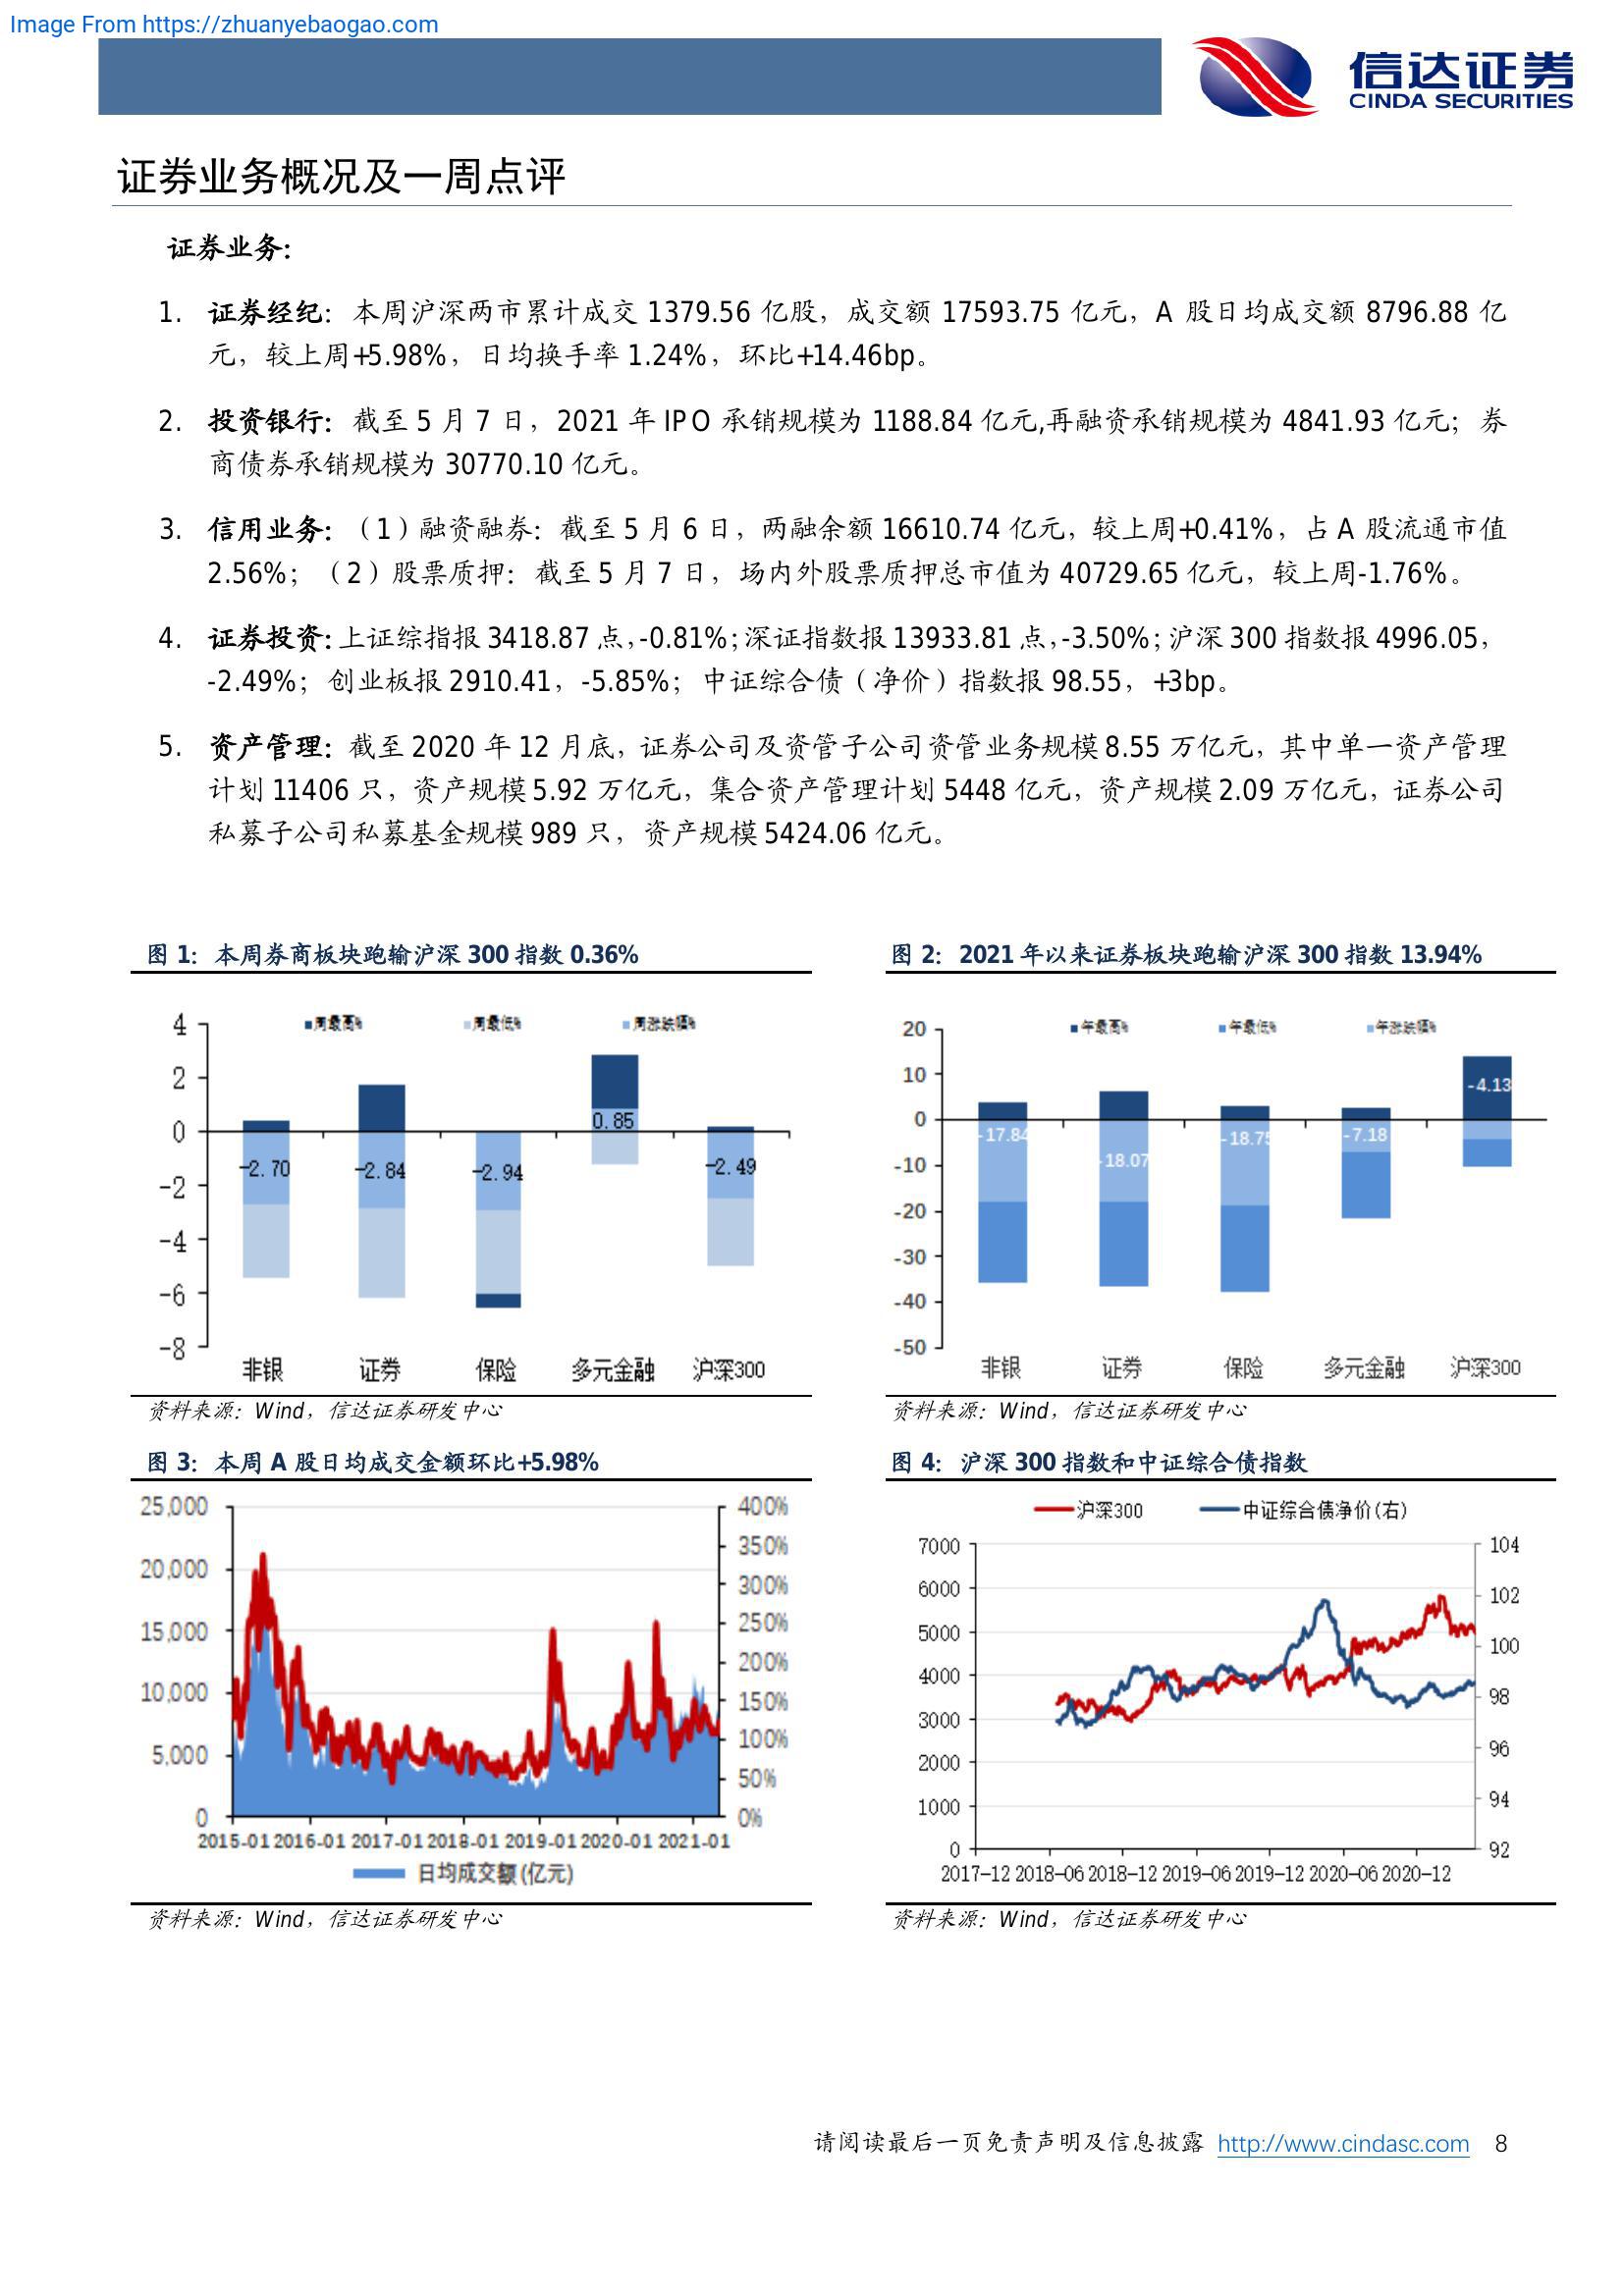 Image From https://zhuanyebaogao.com
信达证券
CINDA SECURITIES
证券业务概况及一周点评
证券业务：
1. 证券经纪：本周沪深两市累计成交 1379.56 亿股，成交额 17593.75 亿元，A 股日均成交额 8796.88 亿
元，较上周+5.98%，日均换手率 1.24%，环比+14.46bp。
2. 投资银行：截至 5 月 7 日，2021 年 IPO 承销规模为 1188.84 亿元,再融资承销规模为 4841.93 亿元；券
商债券承销规模为 30770.10 亿元。
3. 信用业务：（1）融资融券：截至 5 月 6 日，两融余额 16610.74 亿元，较上周+0.41%，占 A 股流通市值
2.56%；（2）股票质押：截至 5 月 7 日，场内外股票质押总市值为 40729.65 亿元，较上周-1.76%。
4. 证券投资：上证综指报 3418.87 点，-0.81%；深证指数报 13933.81 点，-3.50%；沪深 300 指数报 4996.05，
-2.49%；创业板报 2910.41，-5.85%；中证综合债（净价）指数报 98.55，+3bp。
5. 资产管理：截至 2020 年 12 月底，证券公司及资管子公司资管业务规模 8.55 万亿元，其中单一资产管理
计划 11406 只，资产规模 5.92 万亿元，集合资产管理计划 5448 亿元，资产规模 2.09 万亿元，证券公司
私募子公司私募基金规模 989 只，资产规模 5424.06 亿元。
图 1：本周券商板块跑输沪深 300 指数 0.36%
周最高% 周最低% 周涨跌幅%
4
2
0
-2
-4
-6
-8
-2.70 -2.84 -2.94 0.85 -2.49
非银 证券 保险 多元金融 沪深300
资料来源：Wind，信达证券研发中心
图 2：2021 年以来证券板块跑输沪深 300 指数 13.94%
年最高% 年最低% 年涨跌幅%
20
10
0
-10
-20
-30
-40
-50
-17.84 -18.07 -18.75 -7.18 -4.13
非银 证券 保险 多元金融 沪深300
资料来源：Wind，信达证券研发中心
图 3：本周 A 股日均成交金额环比+5.98%
25,000
20,000
15,000
10,000
5,000
0
400%
350%
300%
250%
200%
150%
100%
50%
0%
2015-01 2016-01 2017-01 2018-01 2019-01 2020-01 2021-01
日均成交额(亿元)
资料来源：Wind，信达证券研发中心
图 4：沪深 300 指数和中证综合债指数
沪深300 中证综合债净价(右)
7000
6000
5000
4000
3000
2000
1000
0
104
102
100
98
96
94
92
2017-12 2018-06 2018-12 2019-06 2019-12 2020-06 2020-12
资料来源：Wind，信达证券研发中心
请阅读最后一页免责声明及信息披露 http://www.cindasc.com 8